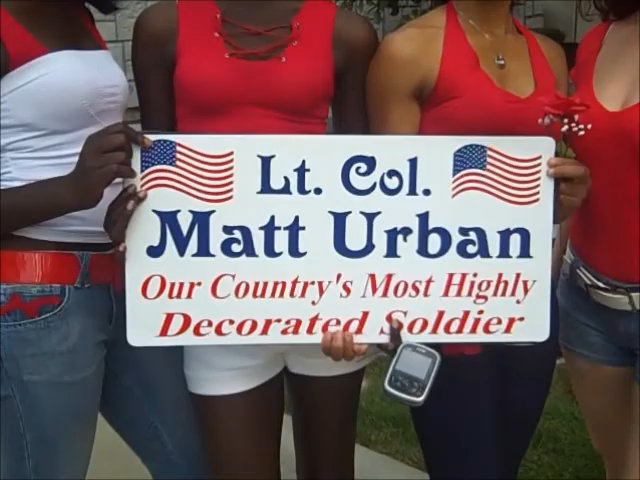 Lt. Col.
Matt Urban
Our Country's Most Highly
Decorated Soldier